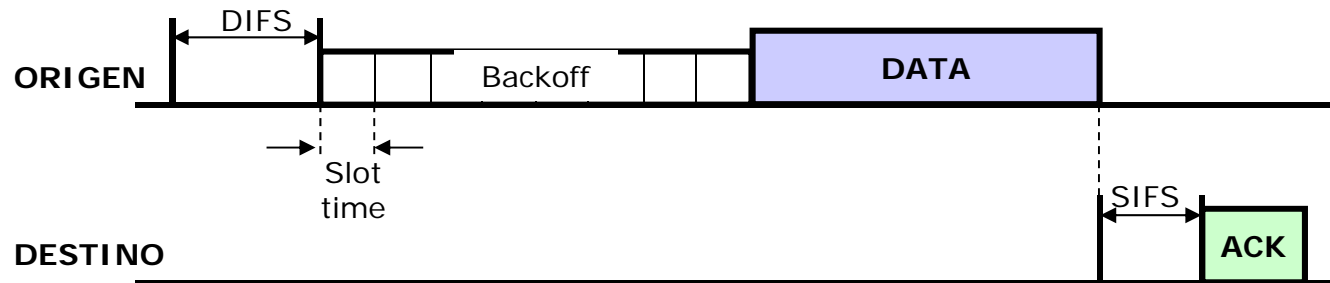 DIFS
ORIGEN
Backoff
DATA
Slot
time
SIFS
DESTINO
ACK